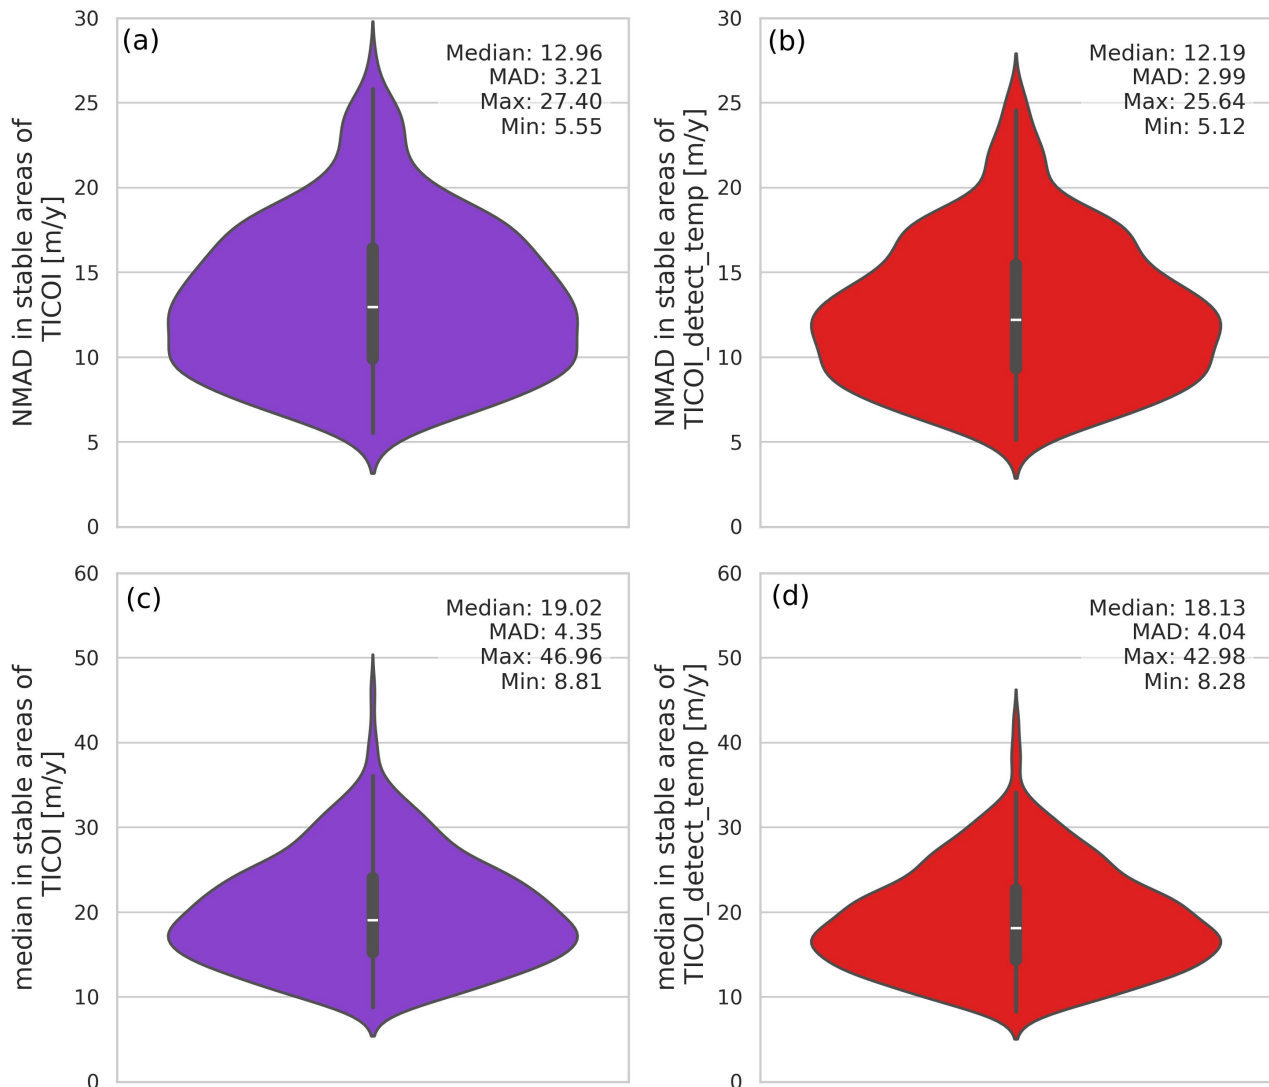 (a)
Median: 12.96
MAD: 3.21
Max: 27.40
Min: 5.55
30
25
20
15
10
5
0
NMAD in stable areas of
TICOI [m/y]
(b)
Median: 12.19
MAD: 2.99
Max: 25.64
Min: 5.12
30
25
20
15
10
5
0
NMAD in stable areas of
TICOI_detect_temp [m/y]
(c)
Median: 19.02
MAD: 4.35
Max: 46.96
Min: 8.81
60
50
40
30
20
10
0
median in stable areas of
TICOI [m/y]
(d)
Median: 18.13
MAD: 4.04
Max: 42.98
Min: 8.28
60
50
40
30
20
10
0
median in stable areas of
TICOI_detect_temp [m/y]